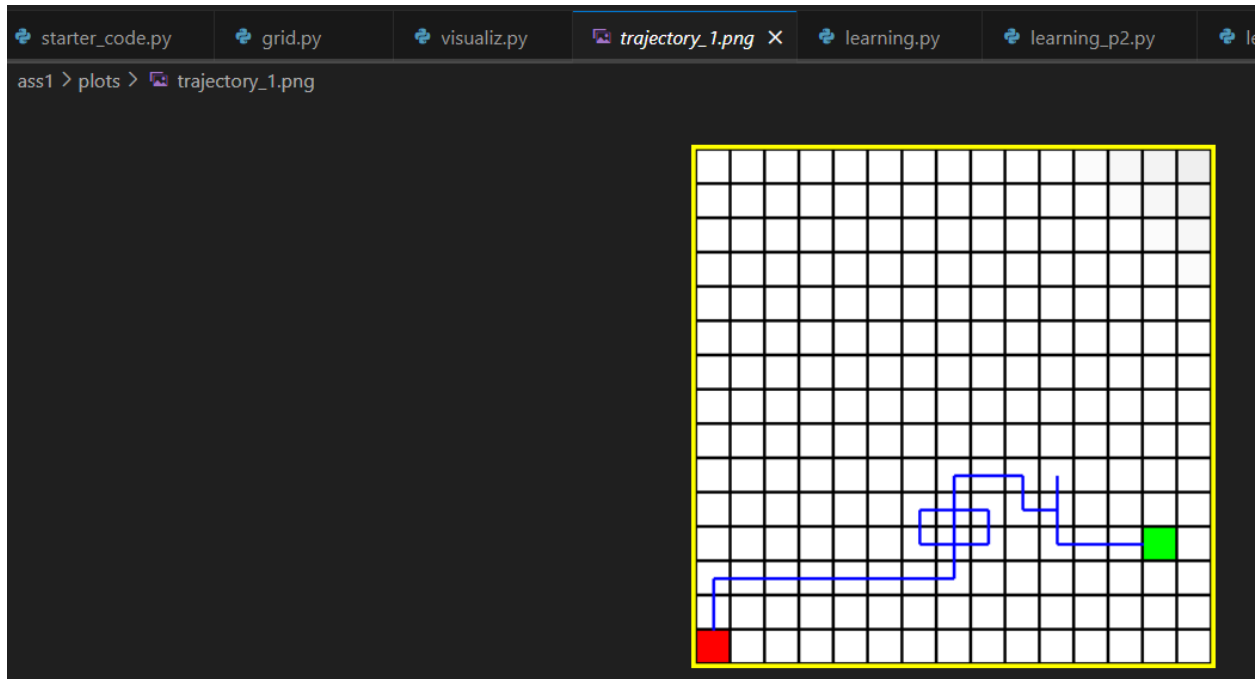 starter_code.py grid.py visualiz.py trajectory_1.png × learning.py learning_p2.py
ass1 > plots > trajectory_1.png